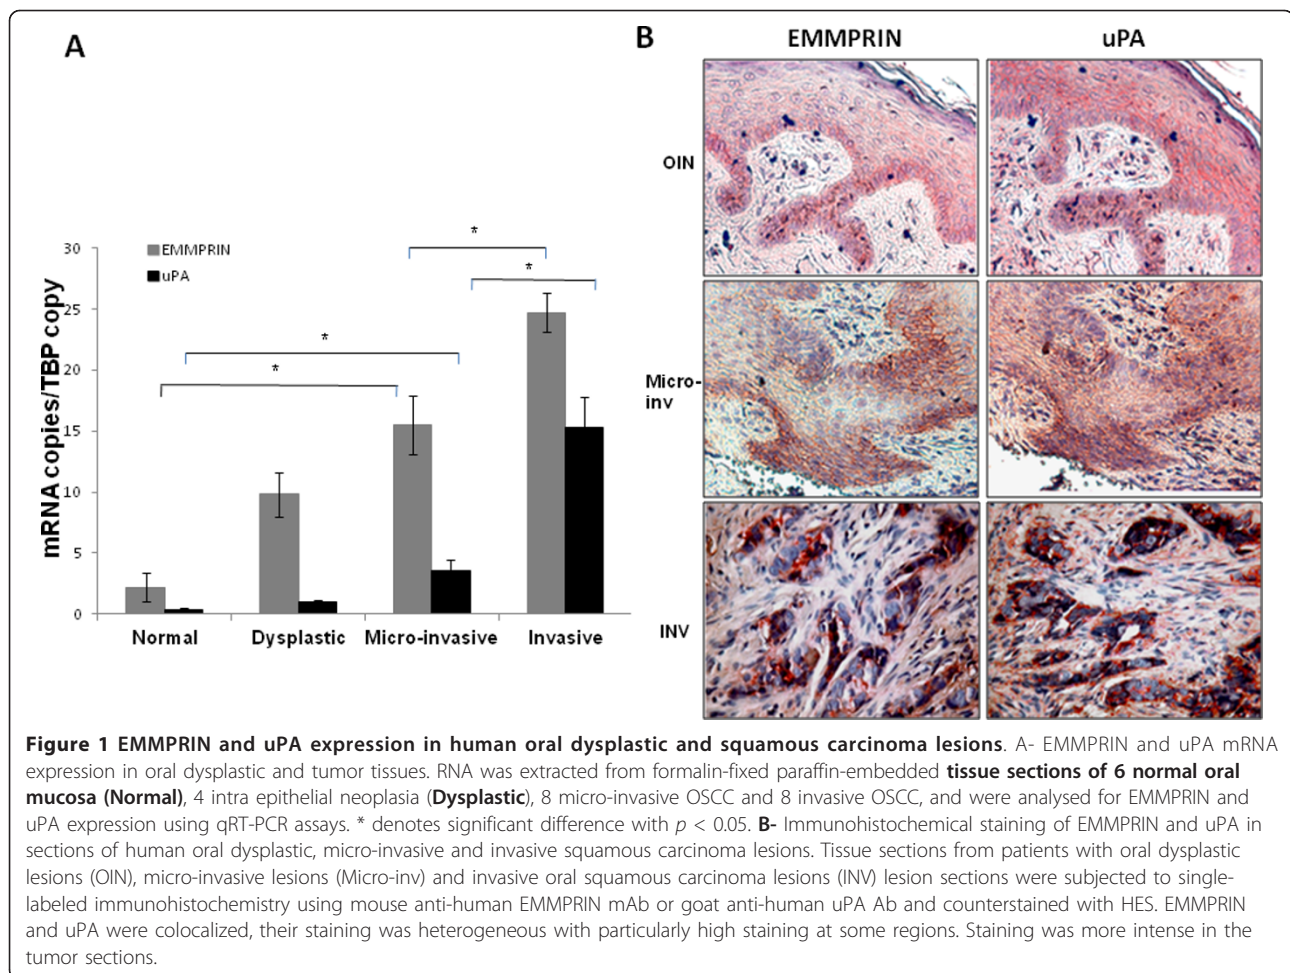 A
B
EMMPRIN
uPA
OIN
Micro-
inv
INV
mRNA copies/TBP copy
30
25
20
15
10
5
0
EMMPRIN
uPA
*
*
*
*
Normal
Dysplastic
Micro-invasive
Invasive
Figure 1 EMMPRIN and uPA expression in human oral dysplastic and squamous carcinoma lesions. A- EMMPRIN and uPA mRNA
expression in oral dysplastic and tumor tissues. RNA was extracted from formalin-fixed paraffin-embedded tissue sections of 6 normal oral
mucosa (Normal), 4 intra epithelial neoplasia (Dysplastic), 8 micro-invasive OSCC and 8 invasive OSCC, and were analysed for EMMPRIN and
uPA expression using qRT-PCR assays. * denotes significant difference with p < 0.05. B- Immunohistochemical staining of EMMPRIN and uPA in
sections of human oral dysplastic, micro-invasive and invasive squamous carcinoma lesions. Tissue sections from patients with oral dysplastic
lesions (OIN), micro-invasive lesions (Micro-inv) and invasive oral squamous carcinoma lesions (INV) lesion sections were subjected to single-
labeled immunohistochemistry using mouse anti-human EMMPRIN mAb or goat anti-human uPA Ab and counterstained with HES. EMMPRIN
and uPA were colocalized, their staining was heterogeneous with particularly high staining at some regions. Staining was more intense in the
tumor sections.